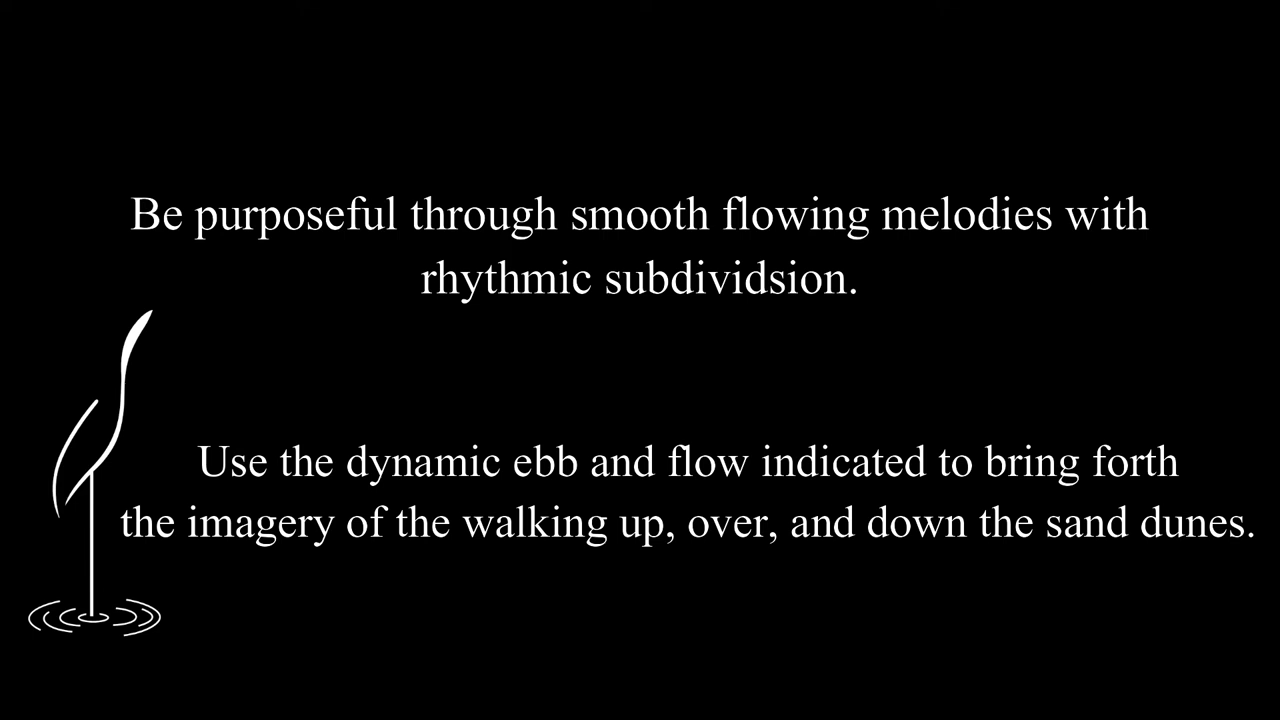 Be purposeful through smooth flowing melodies with
rhythmic subdividsion.
Use the dynamic ebb and flow indicated to bring forth
the imagery of the walking up, over, and down the sand dunes.